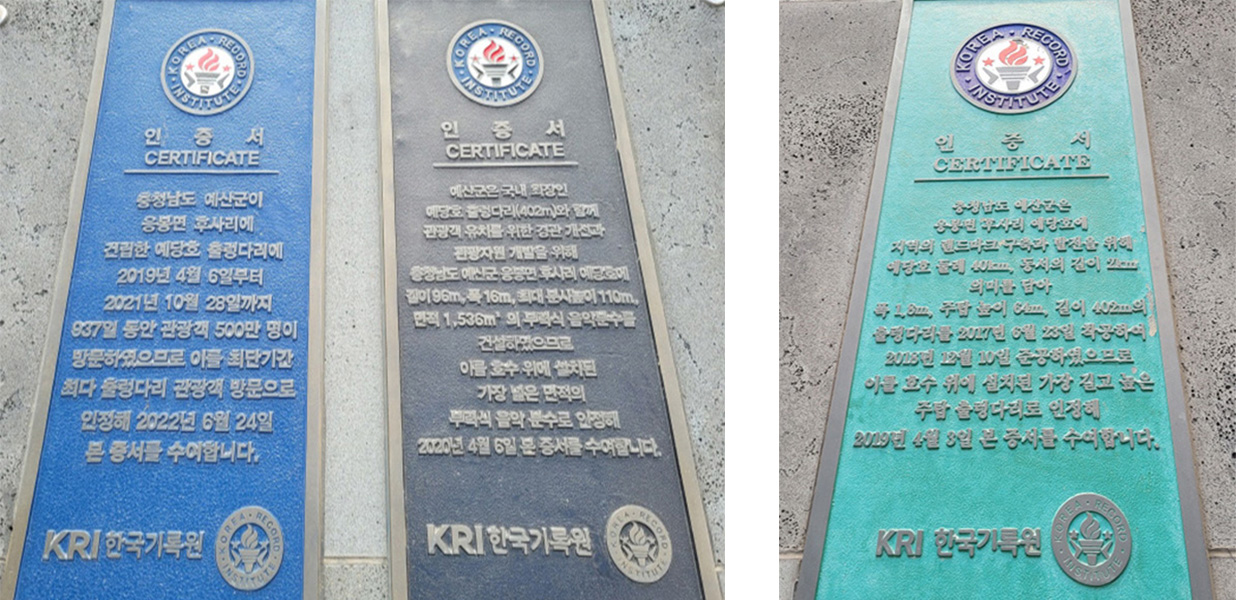 KOREA RECORD INSTITUTE
인 증 서
CERTIFICATE
충청남도 예산군이
응봉면 후사리에
건립한 예당호 출렁다리에
2019년 4월 6일부터
2021년 10월 28일까지
937일 동안 관광객 500만 명이
방문하였으므로 이를 최단기간
최다 출렁다리 관광객 방문으로
인정해 2022년 6월 24일
본 증서를 수여합니다.
KRI 한국기록원
KOREA RECORD INSTITUTE
KOREA RECORD INSTITUTE
인 증 서
CERTIFICATE
예산군은 국내 최장인
예당호 출렁다리(402m)와 함께
관광객 유치를 위한 경관 개선과
관광자원 개발을 위해
충청남도 예산군 응봉면 후사리 예당호에
길이 96m, 폭 16m, 최대 분사높이 110m,
면적 1,536m² 의 부력식 음악분수를
건설하였으므로
이를 호수 위에 설치된
가장 넓은 면적의
부력식 음악 분수로 인정해
2020년 4월 6일 본 증서를 수여합니다.
KRI 한국기록원
KOREA RECORD INSTITUTE
KOREA RECORD INSTITUTE
인 증 서
CERTIFICATE
충청남도 예산군은
응봉면 후사리 예당호에
지역의 랜드마크 구축과 발전을 위해
예당호 둘레 40km, 동서의 길이 2km
의미를 담아
폭 1.8m, 주탑 높이 64m, 길이 402m의
출렁다리를 2017년 6월 23일 착공하여
2018년 12월 10일 준공하였으므로
이를 호수 위에 설치된 가장 길고 높은
주탑 출렁다리로 인정해
2019년 4월 3일 본 증서를 수여합니다.
KRI 한국기록원
KOREA RECORD INSTITUTE